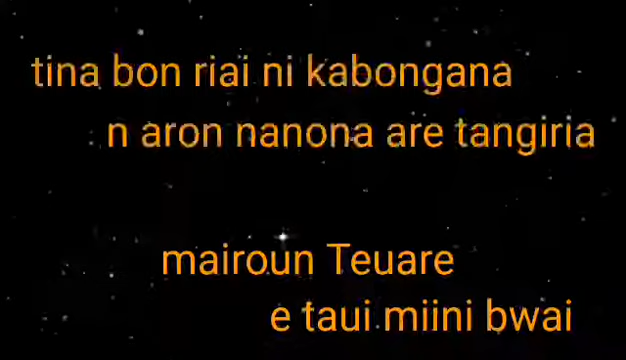 tina bon riai ni kabongana
n aron nanona are tangiria
mairoun Teuare
e taui miini bwai